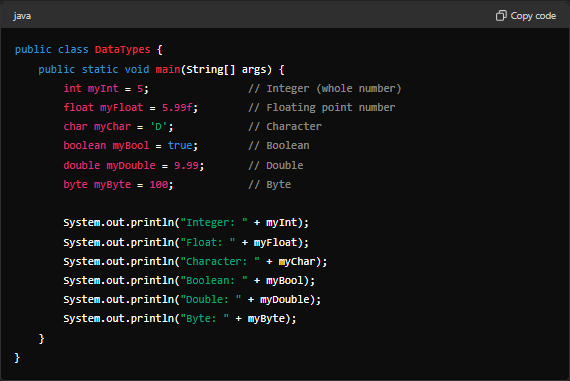 java Copy code
public class DataTypes {
    public static void main(String[] args) {
        int myInt = 5;                // Integer (whole number)
        float myFloat = 5.99f;        // Floating point number
        char myChar = 'D';            // Character
        boolean myBool = true;        // Boolean
        double myDouble = 9.99;       // Double
        byte myByte = 100;            // Byte

        System.out.println("Integer: " + myInt);
        System.out.println("Float: " + myFloat);
        System.out.println("Character: " + myChar);
        System.out.println("Boolean: " + myBool);
        System.out.println("Double: " + myDouble);
        System.out.println("Byte: " + myByte);
    }
}